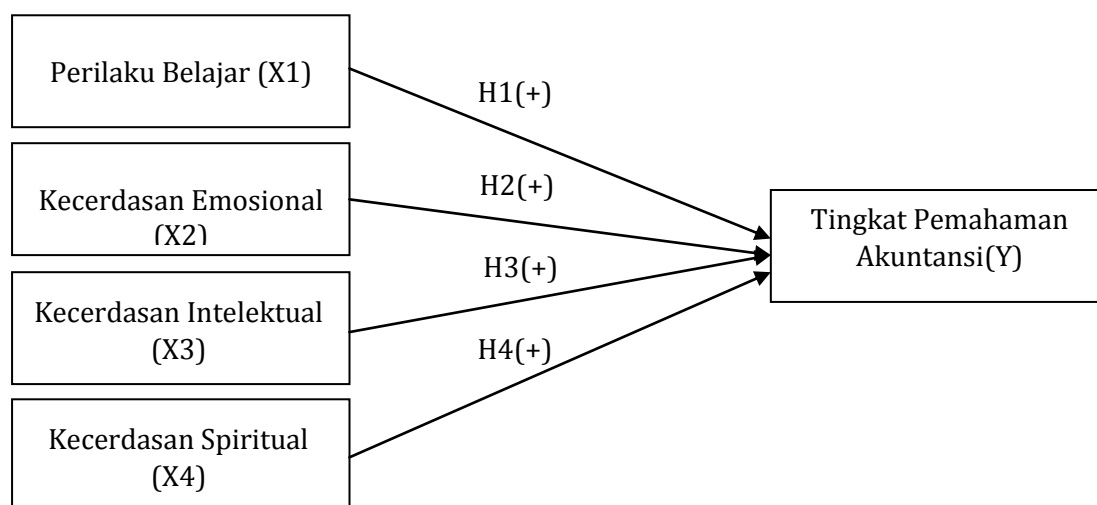 Perilaku Belajar (X1)
H1(+)
Kecerdasan Emosional
(X2)
H2(+)
Tingkat Pemahaman
Akuntansi(Y)
Kecerdasan Intelektual
(X3)
H3(+)
H4(+)
Kecerdasan Spiritual
(X4)